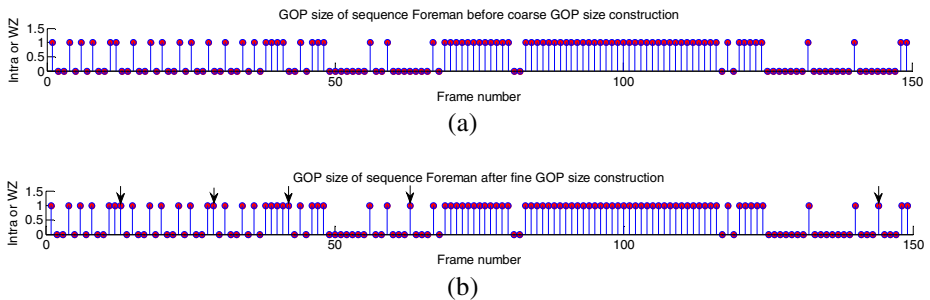 GOP size of sequence Foreman before coarse GOP size construction
Intra or WZ
1.5
1
0.5
0
0
50
100
150
Frame number
(a)
GOP size of sequence Foreman after fine GOP size construction
Intra or WZ
1.5
1
0.5
0
0
50
100
150
Frame number
(b)